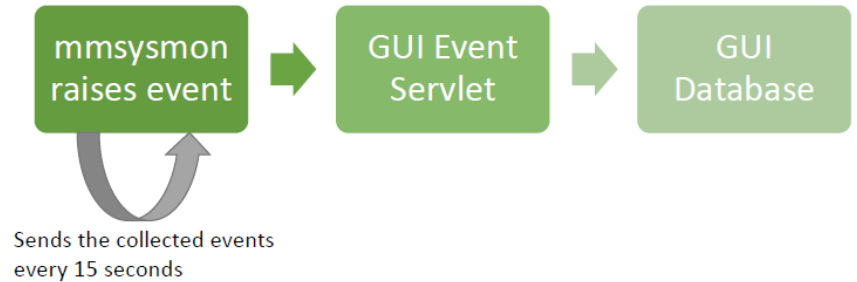 mmsysmon
raises event
GUI Event
Servlet
GUI
Database
Sends the collected events
every 15 seconds